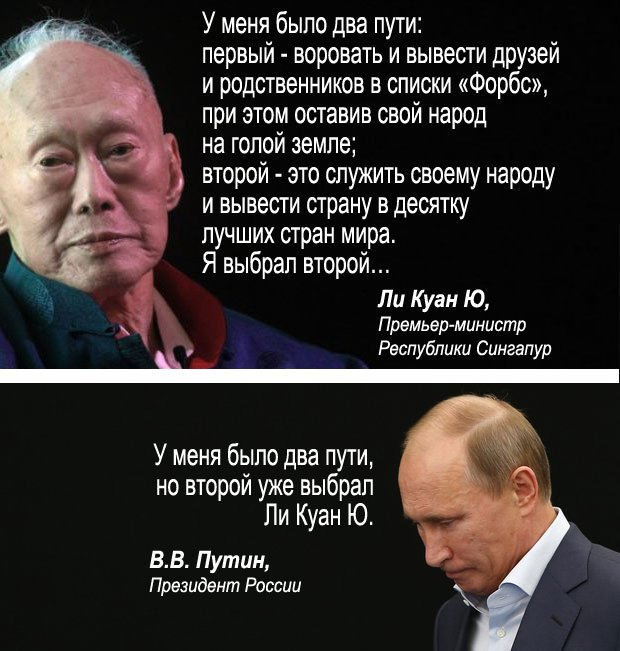 У меня было два пути:
первый - воровать и вывести друзей
и родственников в списки «Форбс»,
при этом оставив свой народ
на голой земле;
второй - это служить своему народу
и вывести страну в десятку
лучших стран мира.
Я выбрал второй...
Ли Куан Ю,
Премьер-министр
Республики Сингапур
У меня было два пути,
но второй уже выбрал
Ли Куан Ю.
В.В. Путин,
Президент России